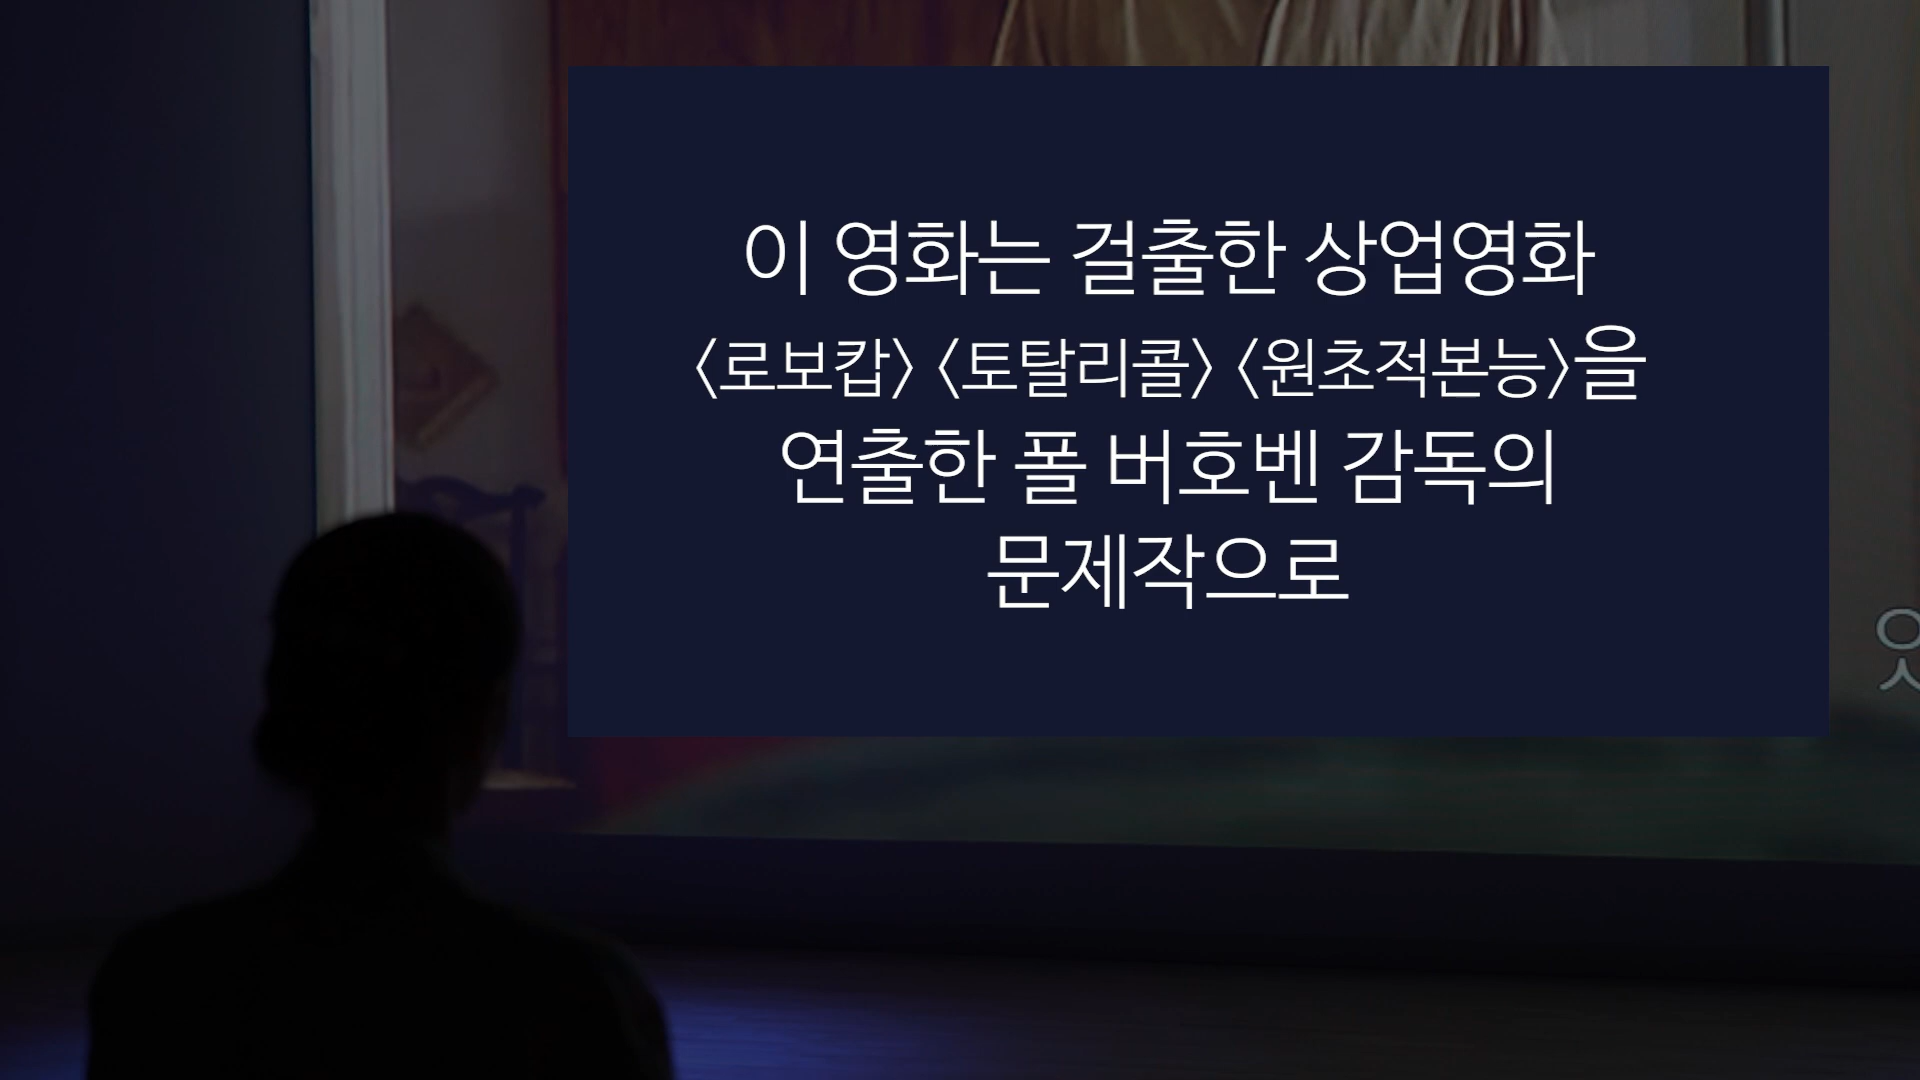 이 영화는 걸출한 상업영화
〈로보캅〉 〈토탈리콜〉 〈원초적본능〉을
연출한 폴 버호벤 감독의
문제작으로